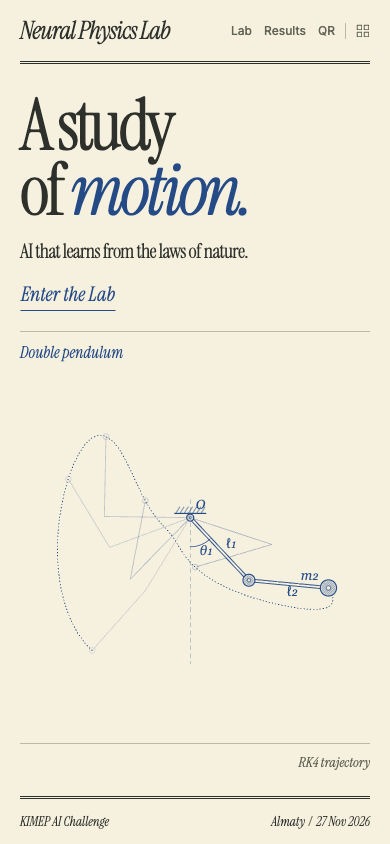 Neural Physics Lab
Lab Results QR
A study
of motion.
AI that learns from the laws of nature.
Enter the Lab
Double pendulum
O
θ1
ℓ1
m2
ℓ2
RK4 trajectory
KIMEP AI Challenge
Almaty / 27 Nov 2026